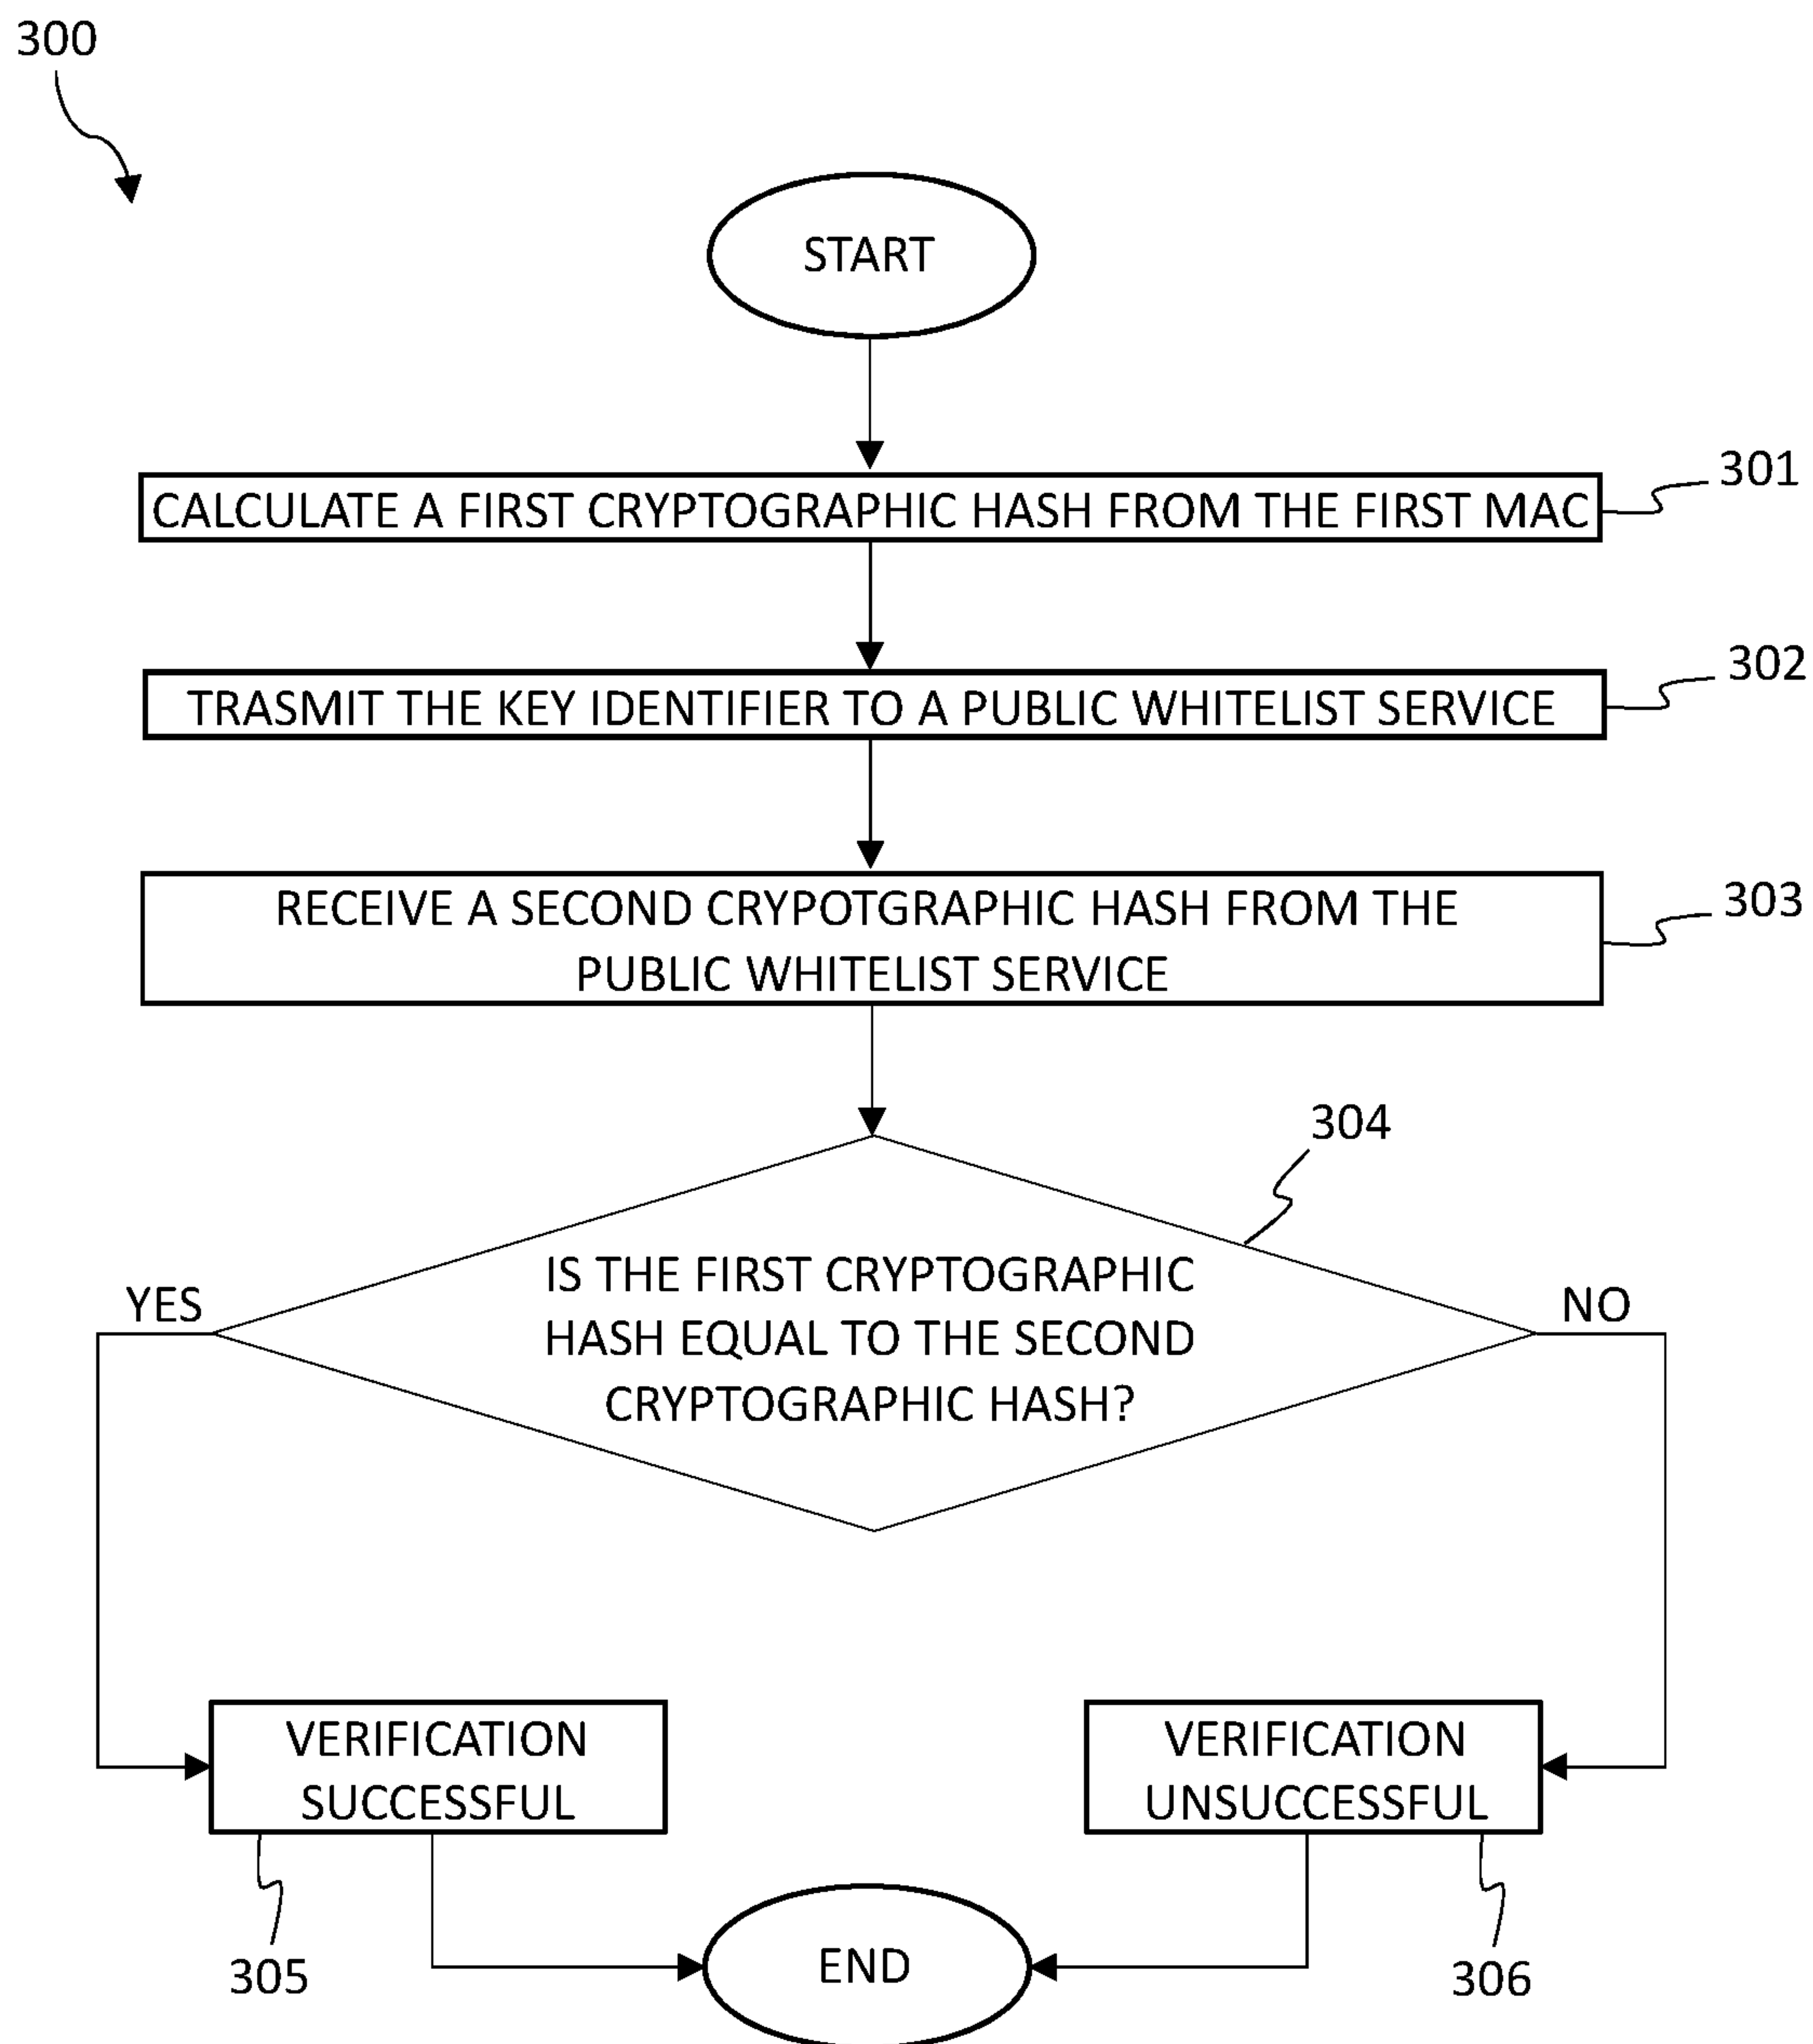 300
START
CALCULATE A FIRST CRYPTOGRAPHIC HASH FROM THE FIRST MAC
301
TRASMIT THE KEY IDENTIFIER TO A PUBLIC WHITELIST SERVICE
302
RECEIVE A SECOND CRYPOTGRAPHIC HASH FROM THE
PUBLIC WHITELIST SERVICE
303
304
IS THE FIRST CRYPTOGRAPHIC
HASH EQUAL TO THE SECOND
CRYPTOGRAPHIC HASH?
YES
NO
VERIFICATION
SUCCESSFUL
VERIFICATION
UNSUCCESSFUL
305
END
306